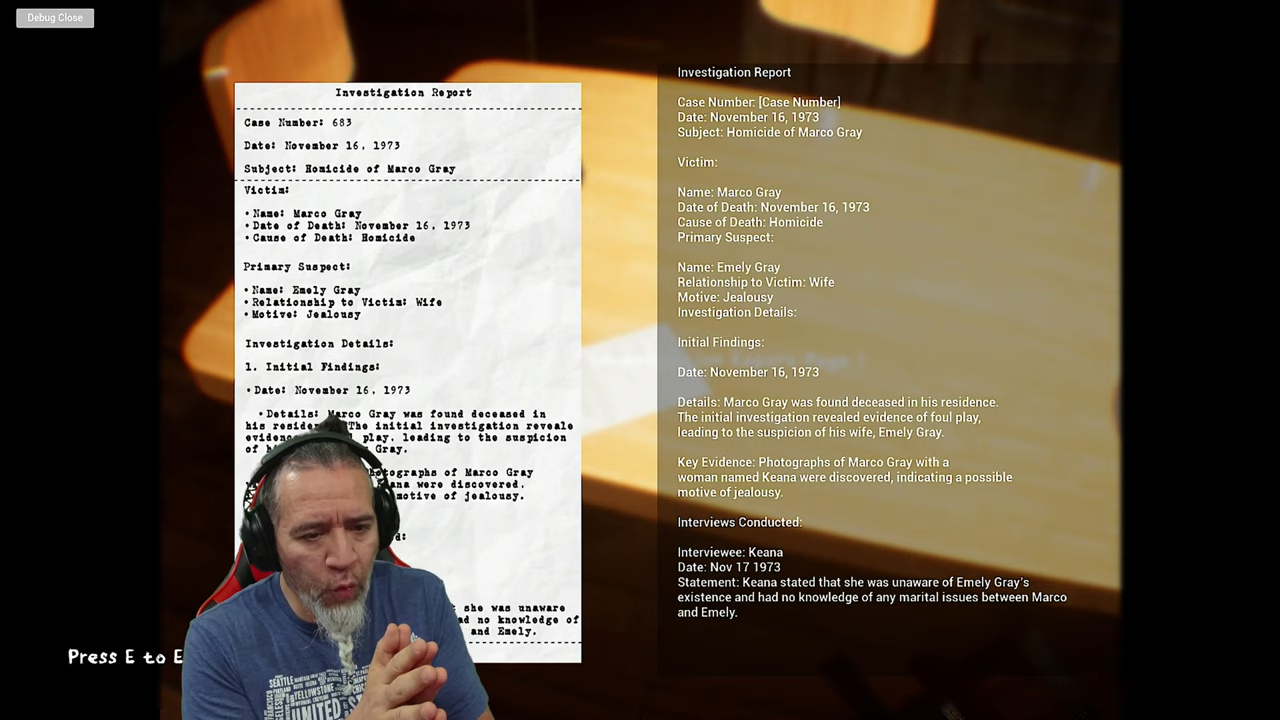 Debug Close
Investigation Report
Case Number: 683
Date: November 16, 1973
Subject: Homicide of Marco Gray
Victim:
• Name: Marco Gray
• Date of Death: November 16, 1973
• Cause of Death: Homicide
Primary Suspect:
• Name: Emely Gray
• Relationship to Victim: Wife
• Motive: Jealousy
Investigation Details:
1. Initial Findings:
• Date: November 16, 1973
• Details: Marco Gray was found deceased in
his The initial investigation reveale
play, leading to the suspicion
of Gray.
of Marco Gray
were discovered,
motive of jealousy.
she was unaware
no knowledge of
and Emely.
Press E to E
Investigation Report
Case Number: [Case Number]
Date: November 16, 1973
Subject: Homicide of Marco Gray
Victim:
Name: Marco Gray
Date of Death: November 16, 1973
Cause of Death: Homicide
Primary Suspect:
Name: Emely Gray
Relationship to Victim: Wife
Motive: Jealousy
Investigation Details:
Initial Findings:
Date: November 16, 1973
Details: Marco Gray was found deceased in his residence.
The initial investigation revealed evidence of foul play,
leading to the suspicion of his wife, Emely Gray.
Key Evidence: Photographs of Marco Gray with a
woman named Keana were discovered, indicating a possible
motive of jealousy.
Interviews Conducted:
Interviewee: Keana
Date: Nov 17 1973
Statement: Keana stated that she was unaware of Emely Gray's
existence and had no knowledge of any marital issues between Marco
and Emely.
SEATTLE
YELLOWSTONE
UNITED